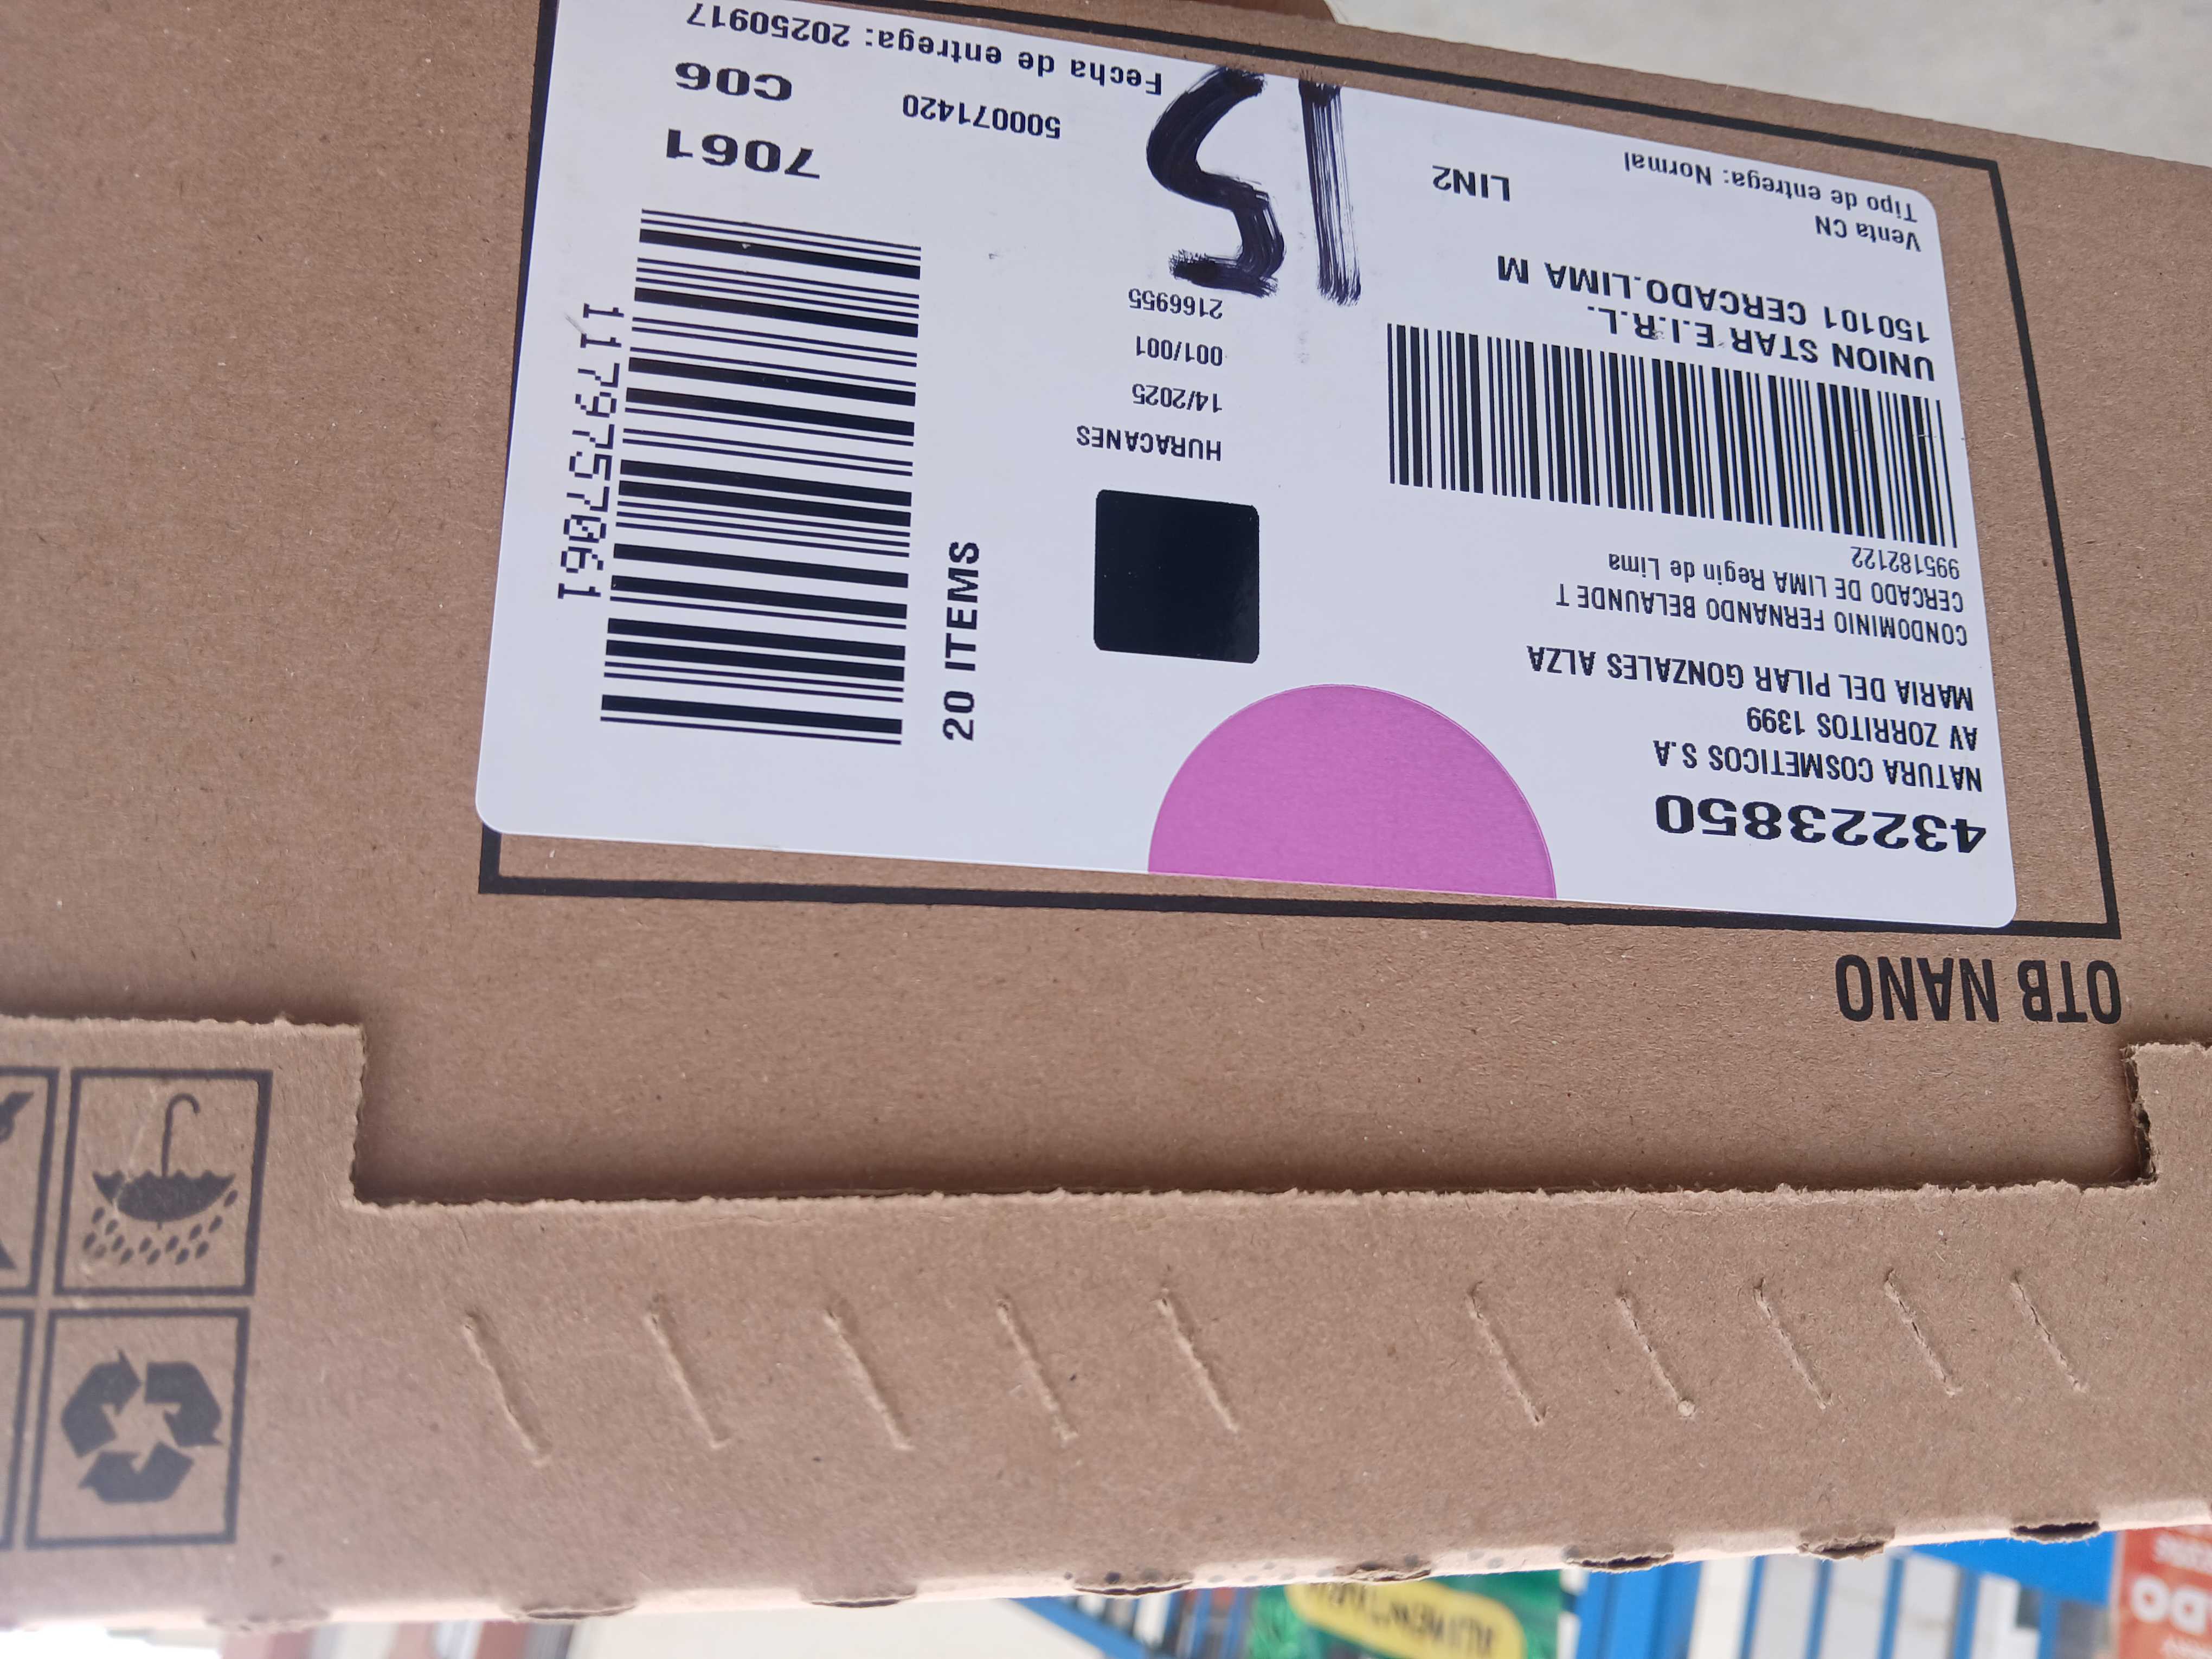 OTB NANO
43223850
NATURA COSMETICOS S.A
AV ZORRITOS 1399
MARIA DEL PILAR GONZALES ALZA
CONDOMINIO FERNANDO BELAUNDE T
CERCADO DE LIMA Regin de Lima
995182122
UNION STAR E.I.R.L.
150101 CERCADO.LIMA M
Venta CN
Tipo de entrega: Normal
LIN2
HURACANES
14/2025
001/001
2166955
15
20 ITEMS
1179757061
7061
C06
500071420
Fecha de entrega: 20250917